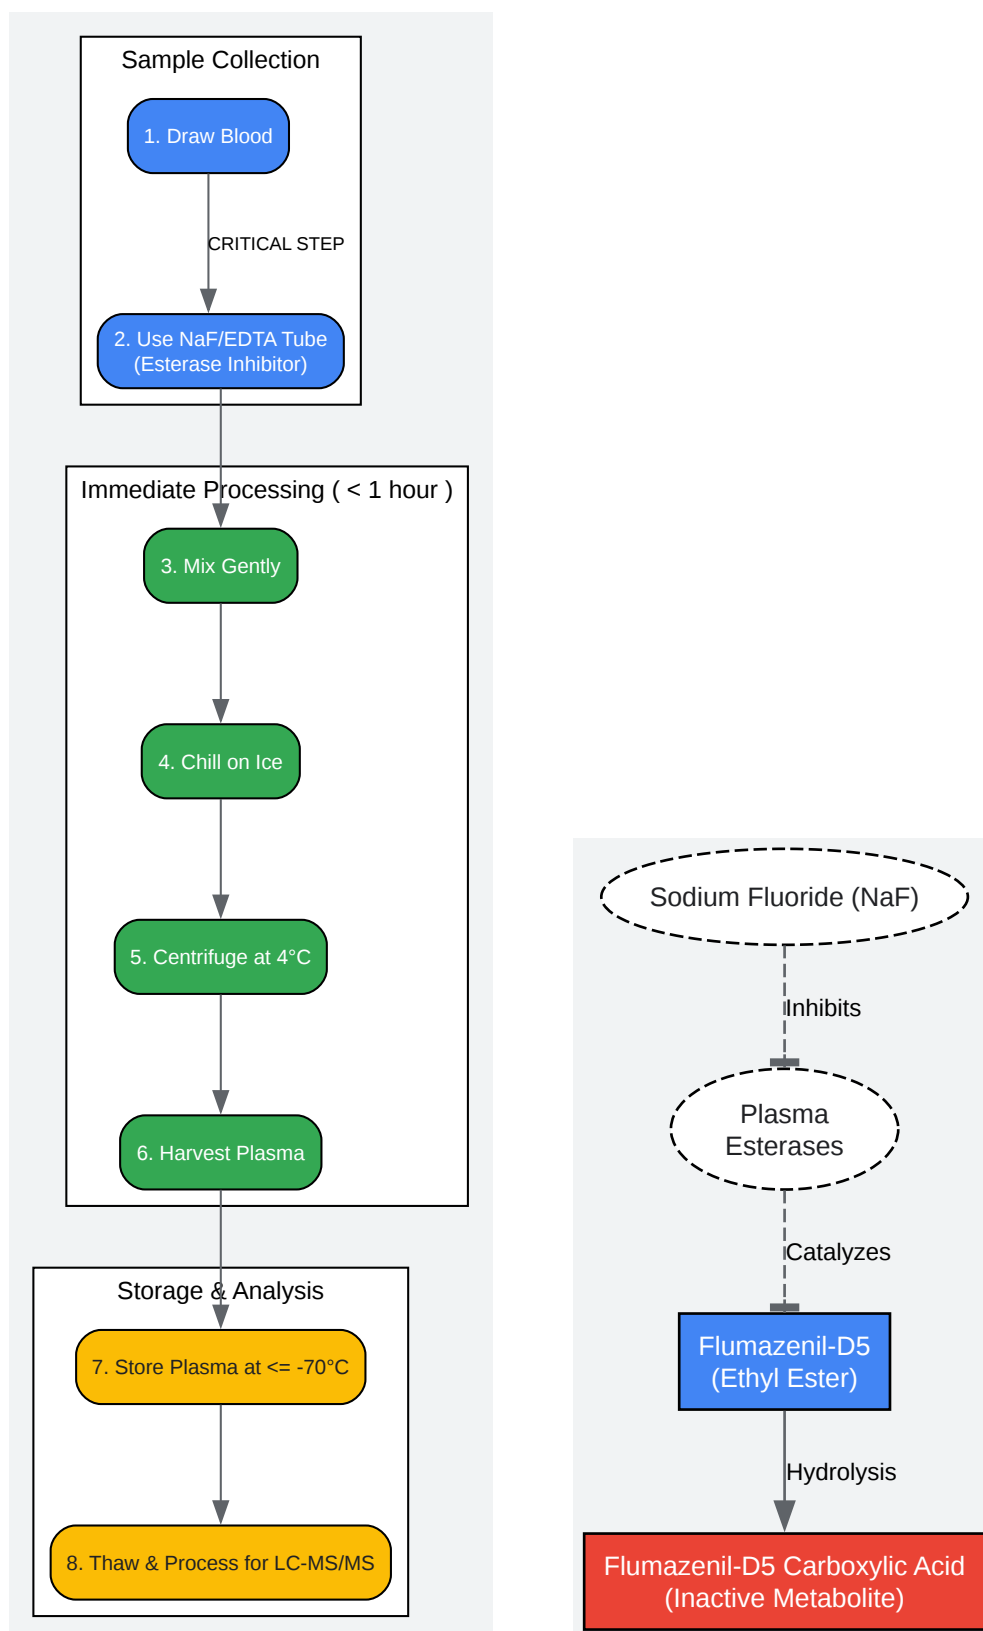 Sample Collection
1. Draw Blood
CRITICAL STEP
2. Use NaF/EDTA Tube
(Esterase Inhibitor)
Immediate Processing ( < 1 hour )
3. Mix Gently
4. Chill on Ice
5. Centrifuge at 4°C
6. Harvest Plasma
Storage & Analysis
7. Store Plasma at <= -70°C
8. Thaw & Process for LC-MS/MS
Sodium Fluoride (NaF)
Inhibits
Plasma
Esterases
Catalyzes
Flumazenil-D5
(Ethyl Ester)
Hydrolysis
Flumazenil-D5 Carboxylic Acid
(Inactive Metabolite)